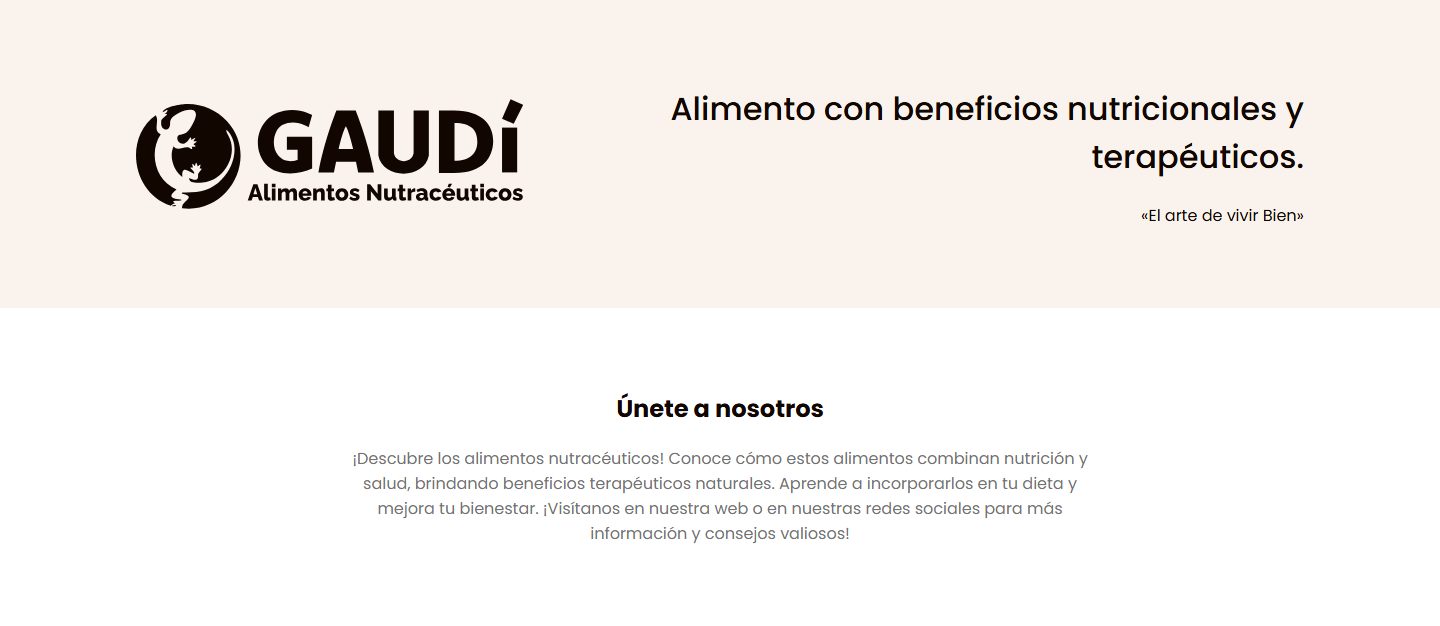 GAUDÍ
Alimentos Nutracéuticos
Alimento con beneficios nutricionales y
terapéuticos.
«El arte de vivir Bien»
Únete a nosotros
¡Descubre los alimentos nutracéuticos! Conoce cómo estos alimentos combinan nutrición y
salud, brindando beneficios terapéuticos naturales. Aprende a incorporarlos en tu dieta y
mejora tu bienestar. ¡Visítanos en nuestra web o en nuestras redes sociales para más
información y consejos valiosos!